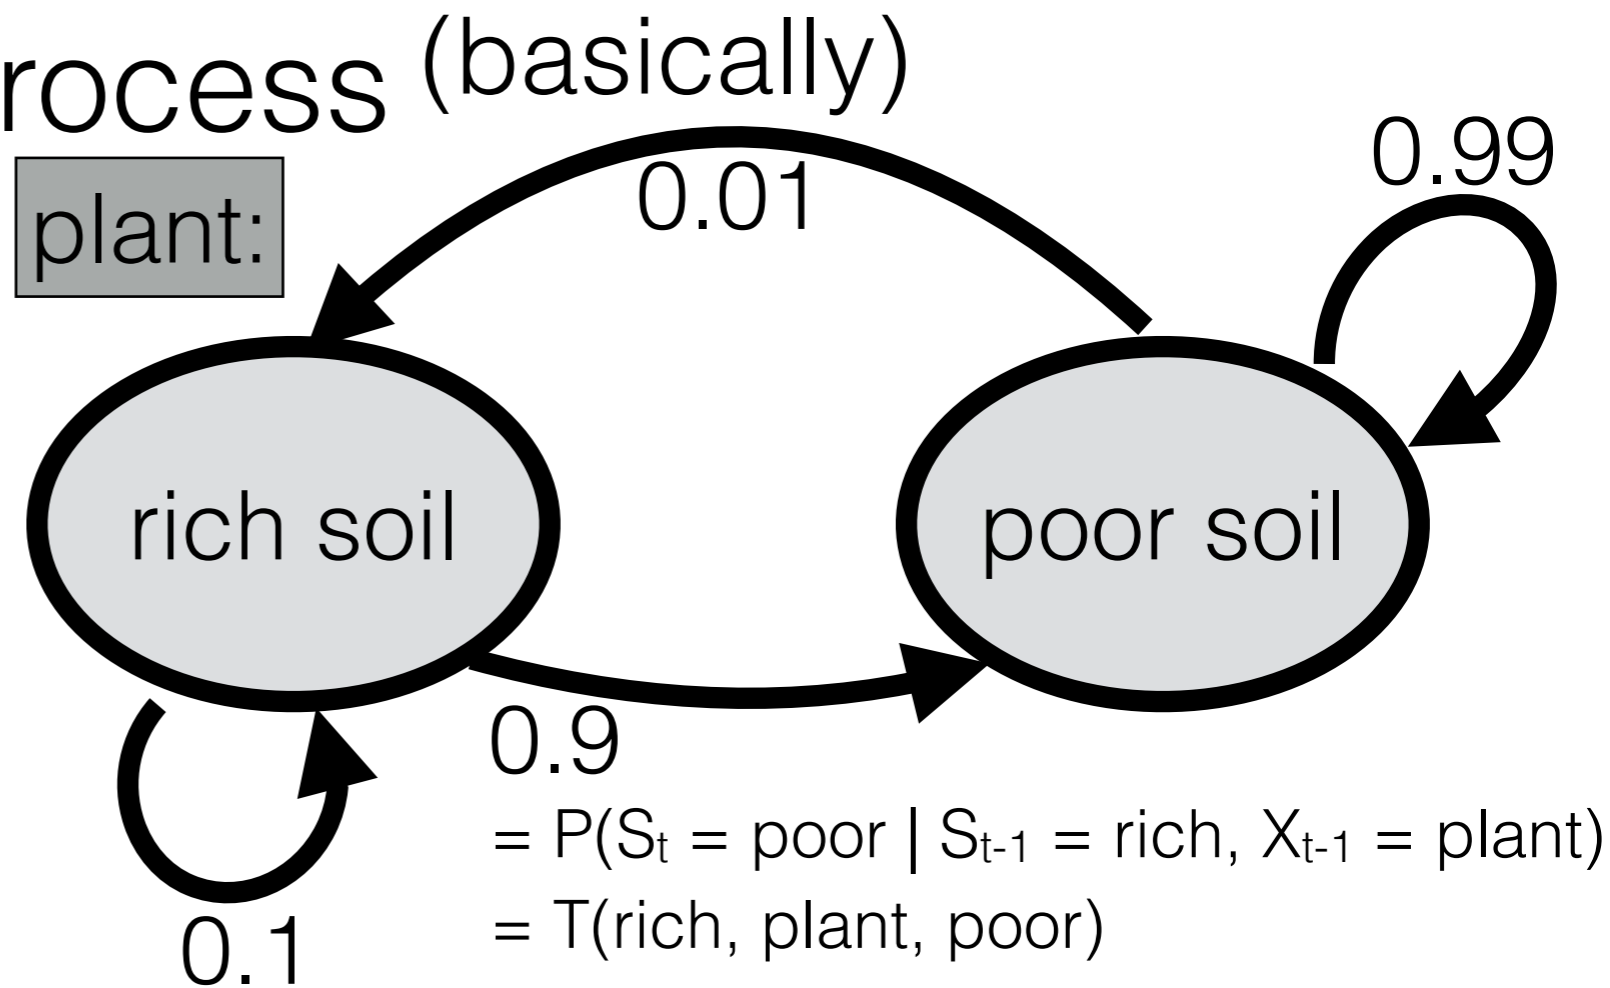 rocess (basically)
plant:
0.01
0.99
rich soil
poor soil
0.9
= P(Sₜ = poor | Sₜ₋₁ = rich, Xₜ₋₁ = plant)
= T(rich, plant, poor)
0.1